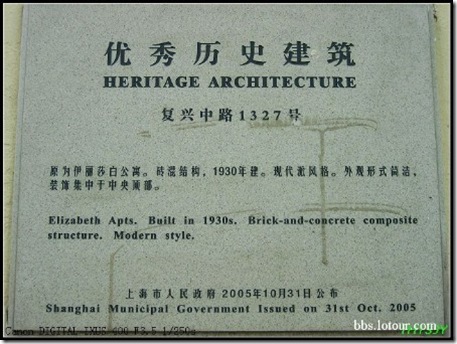 优秀历史建筑
HERITAGE ARCHITECTURE
复兴中路1327号
原为伊丽莎白公寓。砖混结构，1930年建。现代派风格。外观形式简洁，
装饰集中于中央顶部。
Elizabeth Apts. Built in 1930s. Brick-and-concrete composite
structure. Modern style.
上海市人民政府 2005年10月31日公布
Shanghai Municipal Government Issued on 31st Oct. 2005
bbs.lotour.com
Canon DIGITAL IXUS 400 F3.5 1/250s